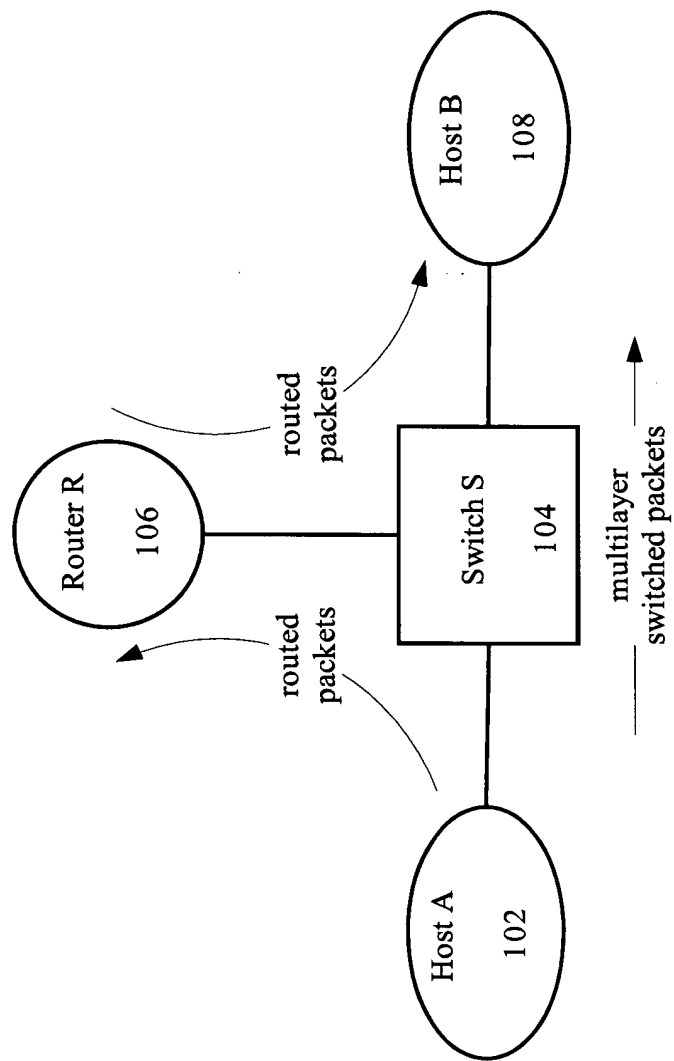 Router R
106
routed
packets
routed
packets
Host A
102
Switch S
104
Host B
108
multilayer
switched packets